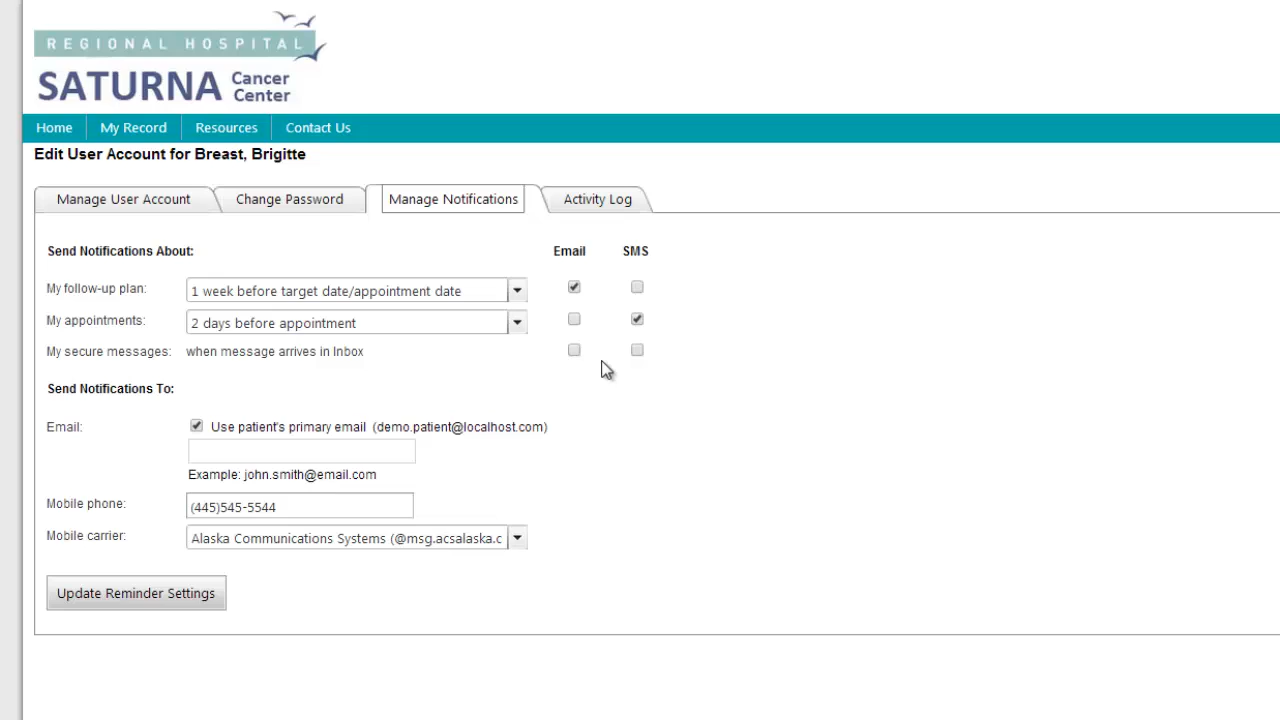 REGIONAL HOSPITAL
SATURNA Cancer Center
Home My Record Resources Contact Us
Edit User Account for Breast, Brigitte
Manage User Account Change Password Manage Notifications Activity Log
Send Notifications About: Email SMS
My follow-up plan: 1 week before target date/appointment date
My appointments: 2 days before appointment
My secure messages: when message arrives in Inbox
Send Notifications To:
Email: Use patient's primary email (demo.patient@localhost.com)
Example: john.smith@email.com
Mobile phone: (445)545-5544
Mobile carrier: Alaska Communications Systems (@msg.acsalaska.c
Update Reminder Settings